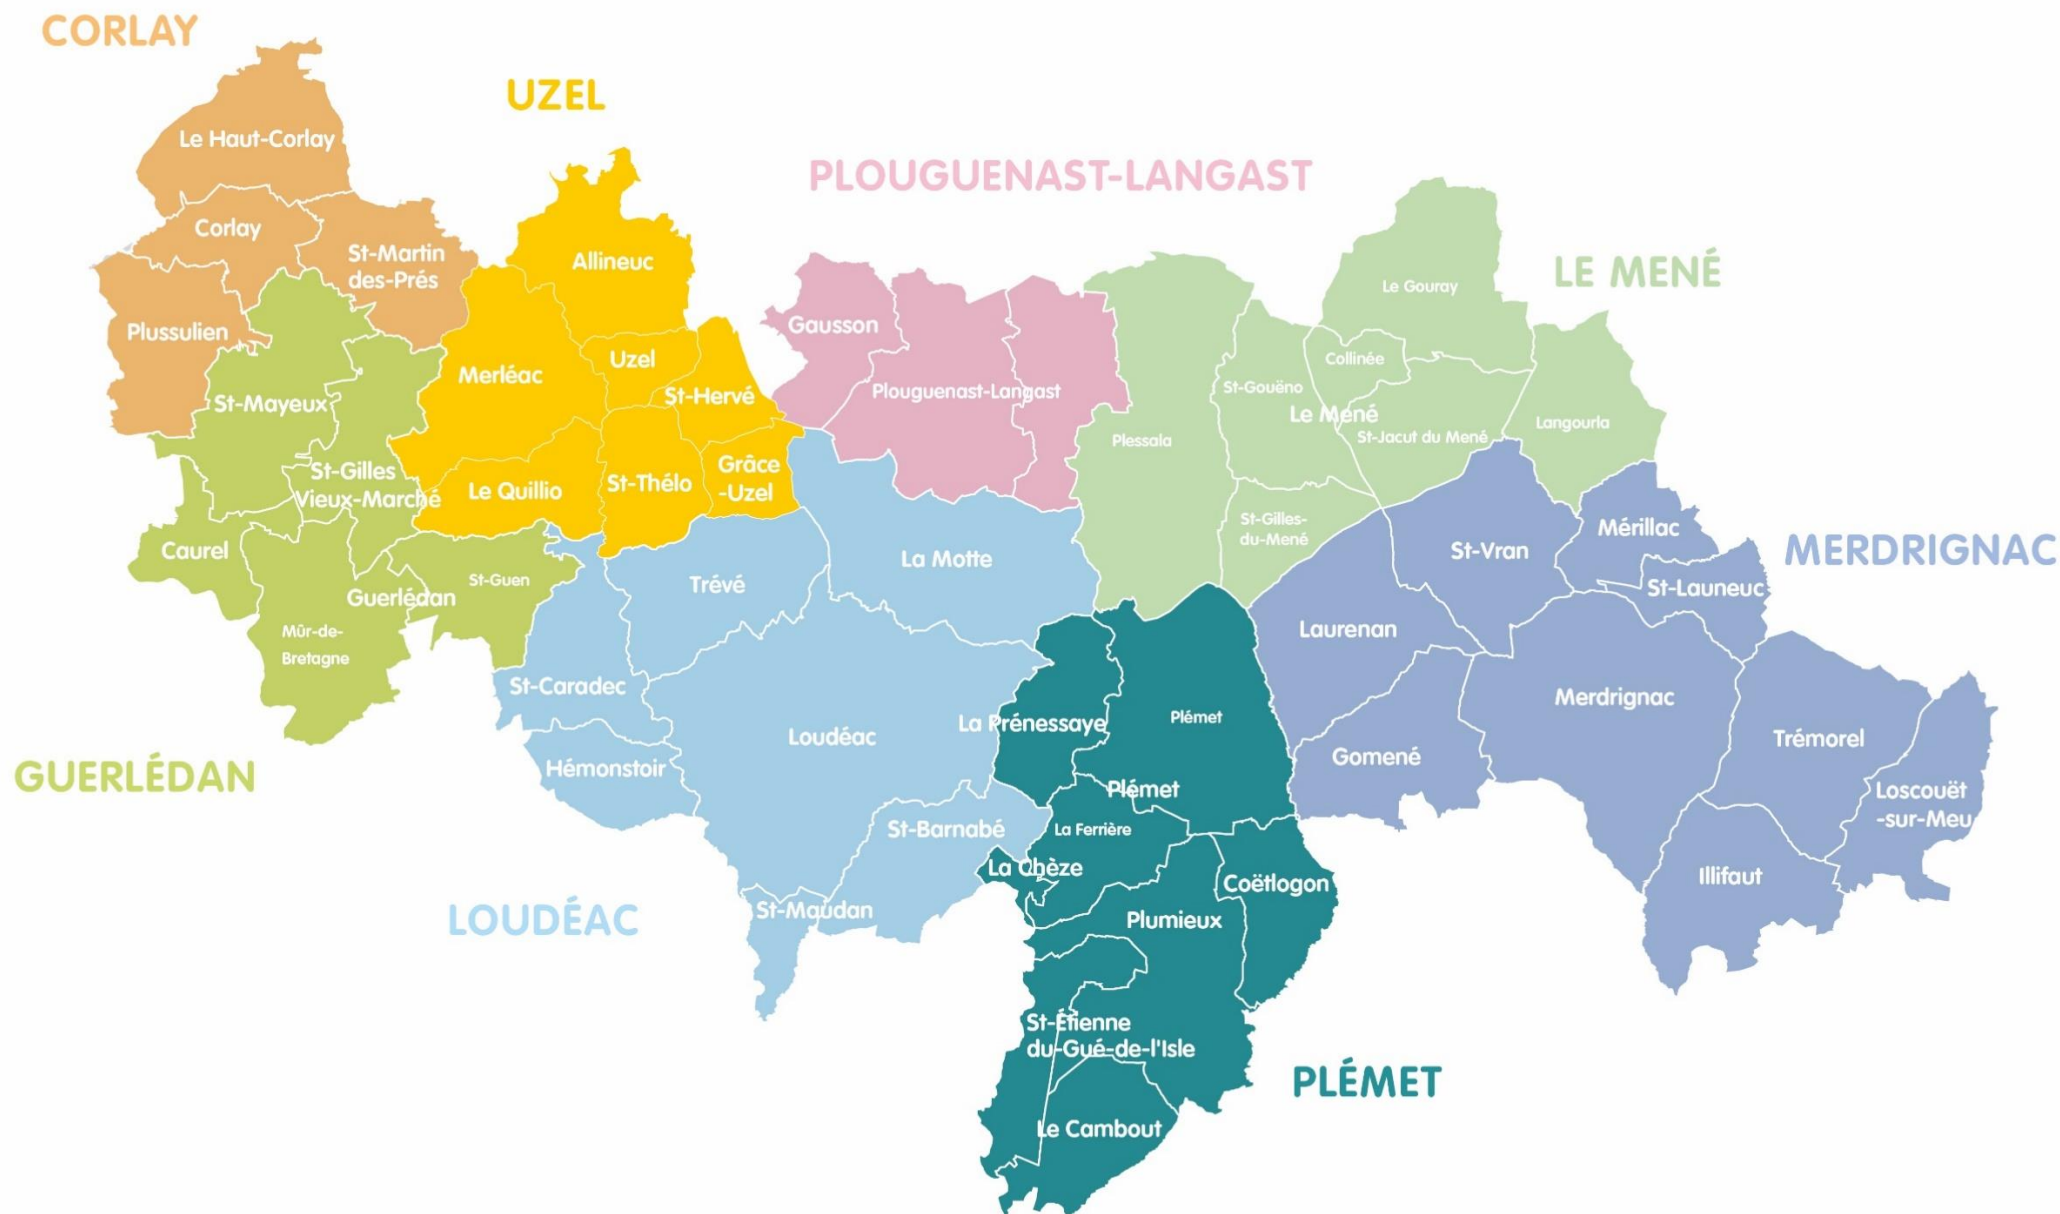 CORLAY
Le Haut-Corlay
Corlay
St-Martin
des-Prés
Plussulien
UZEL
Allineuc
Merléac
Uzel
St-Hervé
Le Quillio
St-Thélo
Grâce
-Uzel
PLOUGUENAST-LANGAST
Gausson
Plouguenast-Langast
LE MENÉ
Le Gouray
Collinée
St-Gouëno
Le Mené
St-Jacut du Mené
Langourla
Plessala
St-Gilles-
du-Mené
GUERLÉDAN
St-Mayeux
St-Gilles
Vieux-Marché
Caurel
St-Guen
Guerlédan
Mûr-de-
Bretagne
LOUDÉAC
La Motte
Trévé
St-Caradec
Loudéac
Hémonstoir
St-Barnabé
St-Maudan
MERDRIGNAC
Mérillac
St-Vran
St-Launeuc
Laurenan
Merdrignac
Gomené
Trémorel
Loscouët
-sur-Meu
Illifaut
PLÉMET
La Prénessaye
Plémet
Plémet
La Ferrière
La Chèze
Coëtlogon
Plumieux
St-Étienne
du-Gué-de-l'Isle
Le Cambout